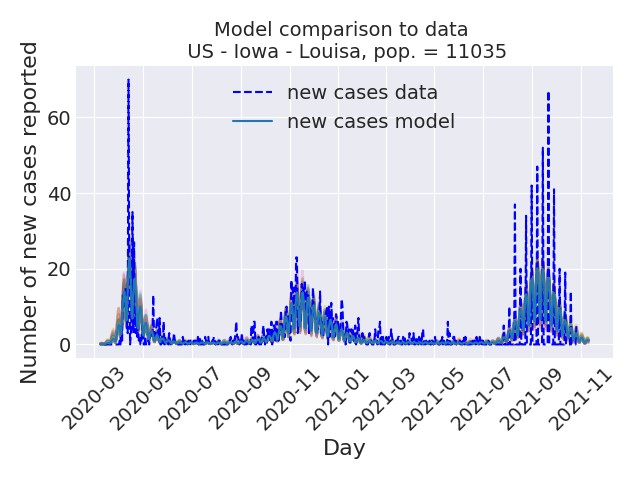 Model comparison to data
US - Iowa - Louisa, pop. = 11035
Number of new cases reported
new cases data
new cases model
60
40
20
0
2020-03
2020-05
2020-07
2020-09
2020-11
2021-01
2021-03
2021-05
2021-07
2021-09
2021-11
Day